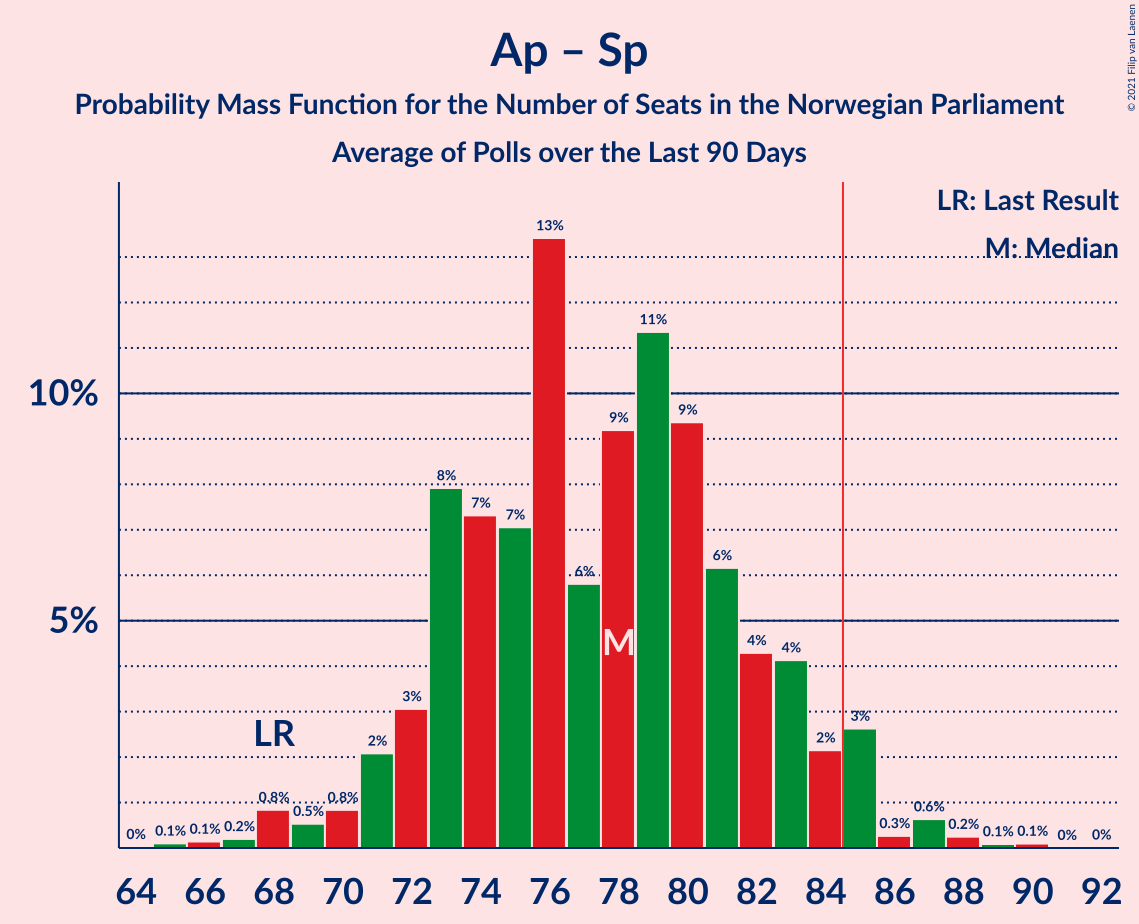 Ap – Sp
Probability Mass Function for the Number of Seats in the Norwegian Parliament
Average of Polls over the Last 90 Days
© 2021 Filip van Laenen
LR: Last Result
M: Median
10%
5%
0% 0.1% 0.1% 0.2% 0.8% 0.5% 0.8% 2% 3% 8% 7% 7% 13% 6% 9% 11% 9% 6% 4% 4% 2% 3% 0.3% 0.6% 0.2% 0.1% 0.1% 0% 0%
LR
M
64 66 68 70 72 74 76 78 80 82 84 86 88 90 92